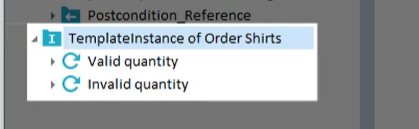 Postcondition_Reference
TemplateInstance of Order Shirts
Valid quantity
Invalid quantity